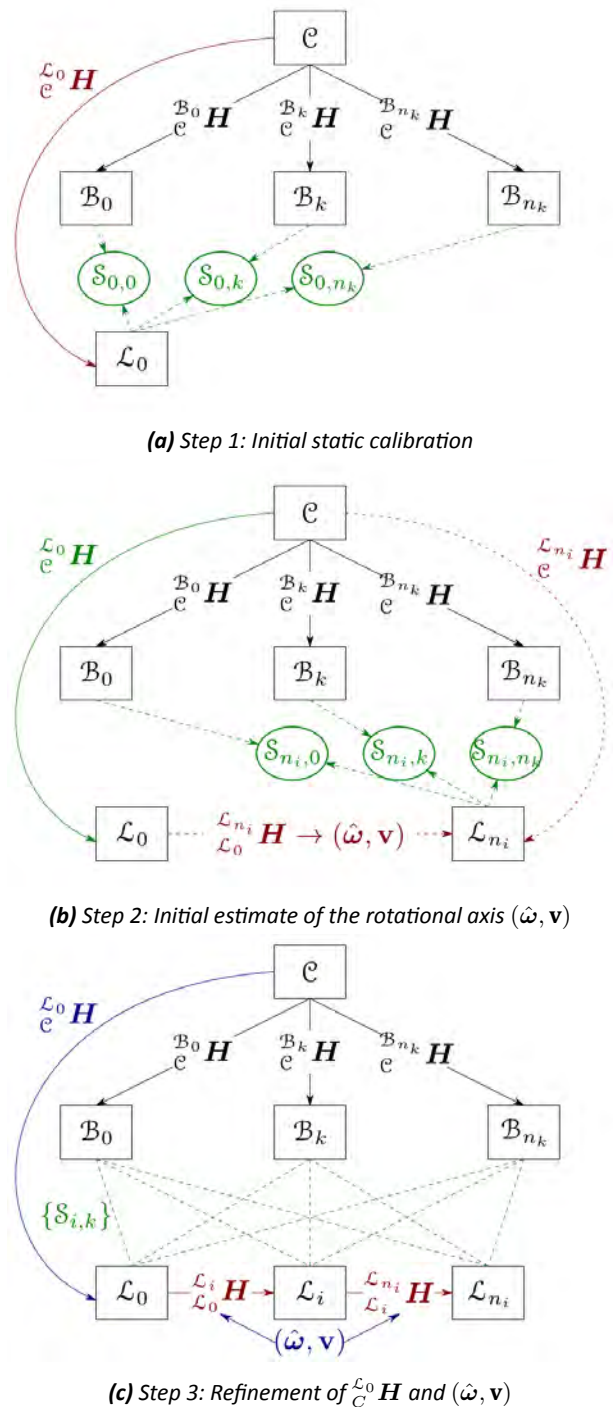 𝒞
ℒ₀ 𝒞 𝑯
ℬ₀ 𝒞 𝑯 ℬₖ 𝒞 𝑯 ℬₙₖ 𝒞 𝑯
ℬ₀ ℬₖ ℬₙₖ
𝒮₀,₀ 𝒮₀,ₖ 𝒮₀,ₙₖ
ℒ₀
(a) Step 1: Initial static calibration
𝒞
ℒ₀ 𝒞 𝑯 ℒₙᵢ 𝒞 𝑯
ℬ₀ 𝒞 𝑯 ℬₖ 𝒞 𝑯 ℬₙₖ 𝒞 𝑯
ℬ₀ ℬₖ ℬₙₖ
𝒮ₙᵢ,₀ 𝒮ₙᵢ,ₖ 𝒮ₙᵢ,ₙₖ
ℒ₀ ℒₙᵢ ℒ₀ 𝑯 → (ω̂, v) ℒₙᵢ
(b) Step 2: Initial estimate of the rotational axis (ω̂, v)
𝒞
ℒ₀ 𝒞 𝑯
ℬ₀ 𝒞 𝑯 ℬₖ 𝒞 𝑯 ℬₙₖ 𝒞 𝑯
ℬ₀ ℬₖ ℬₙₖ
{𝒮ᵢ,ₖ}
ℒ₀ ℒᵢ ℒ₀ 𝑯 ℒᵢ ℒₙᵢ ℒᵢ 𝑯 ℒₙᵢ
(ω̂, v)
(c) Step 3: Refinement of ℒ₀ C 𝑯 and (ω̂, v)